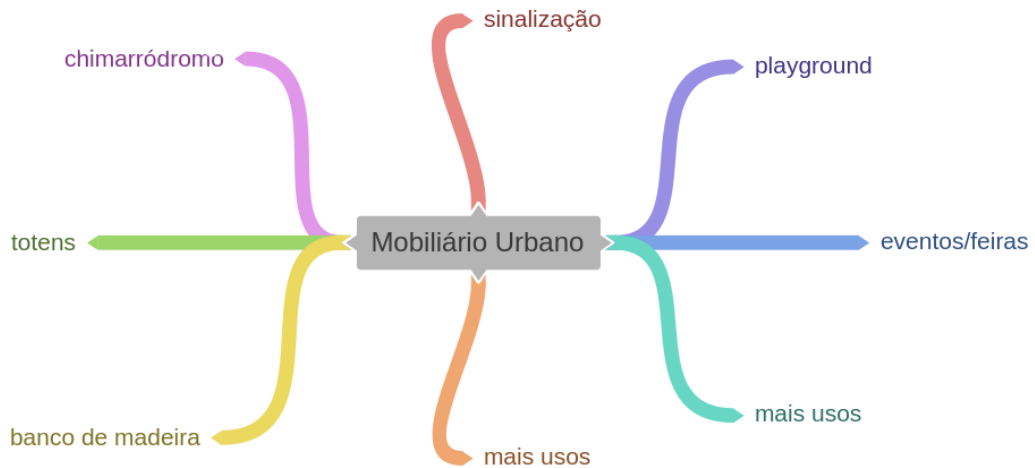 sinalização
chimarródromo
playground
Mobiliário Urbano
totens
eventos/feiras
mais usos
banco de madeira
mais usos